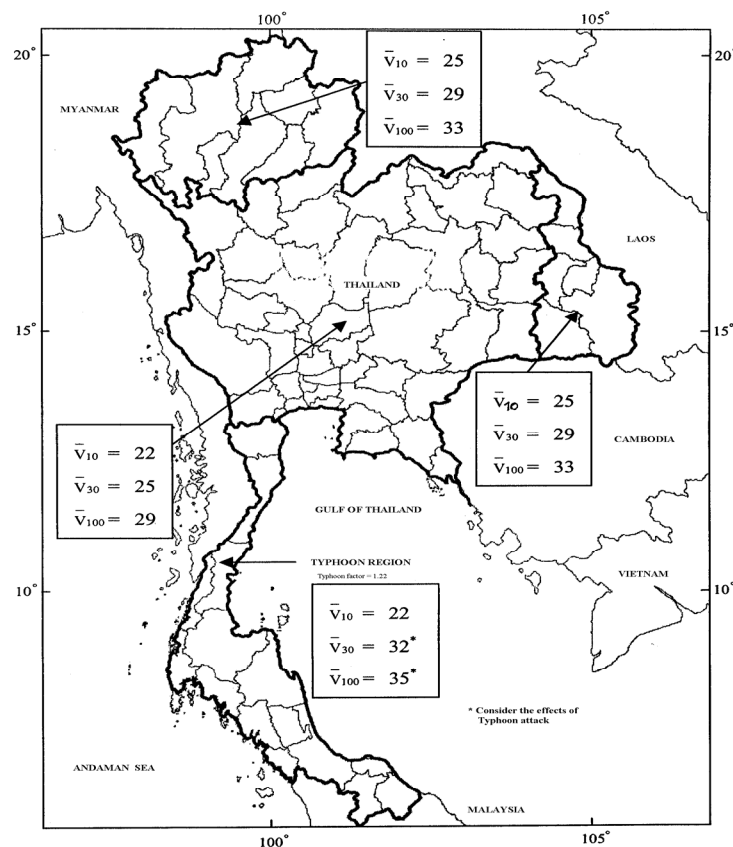 100° 105°
20° 20°
V̅10 = 25
V̅30 = 29
V̅100 = 33
MYANMAR
LAOS
THAILAND
15° 15°
V̅10 = 25
V̅30 = 29
V̅100 = 33
CAMBODIA
V̅10 = 22
V̅30 = 25
V̅100 = 29
GULF OF THAILAND
TYPHOON REGION
Typhoon factor = 1.22
VIETNAM
10° 10°
V̅10 = 22
V̅30 = 32*
V̅100 = 35*
* Consider the effects of
Typhoon attack
ANDAMAN SEA
MALAYSIA
100° 105°